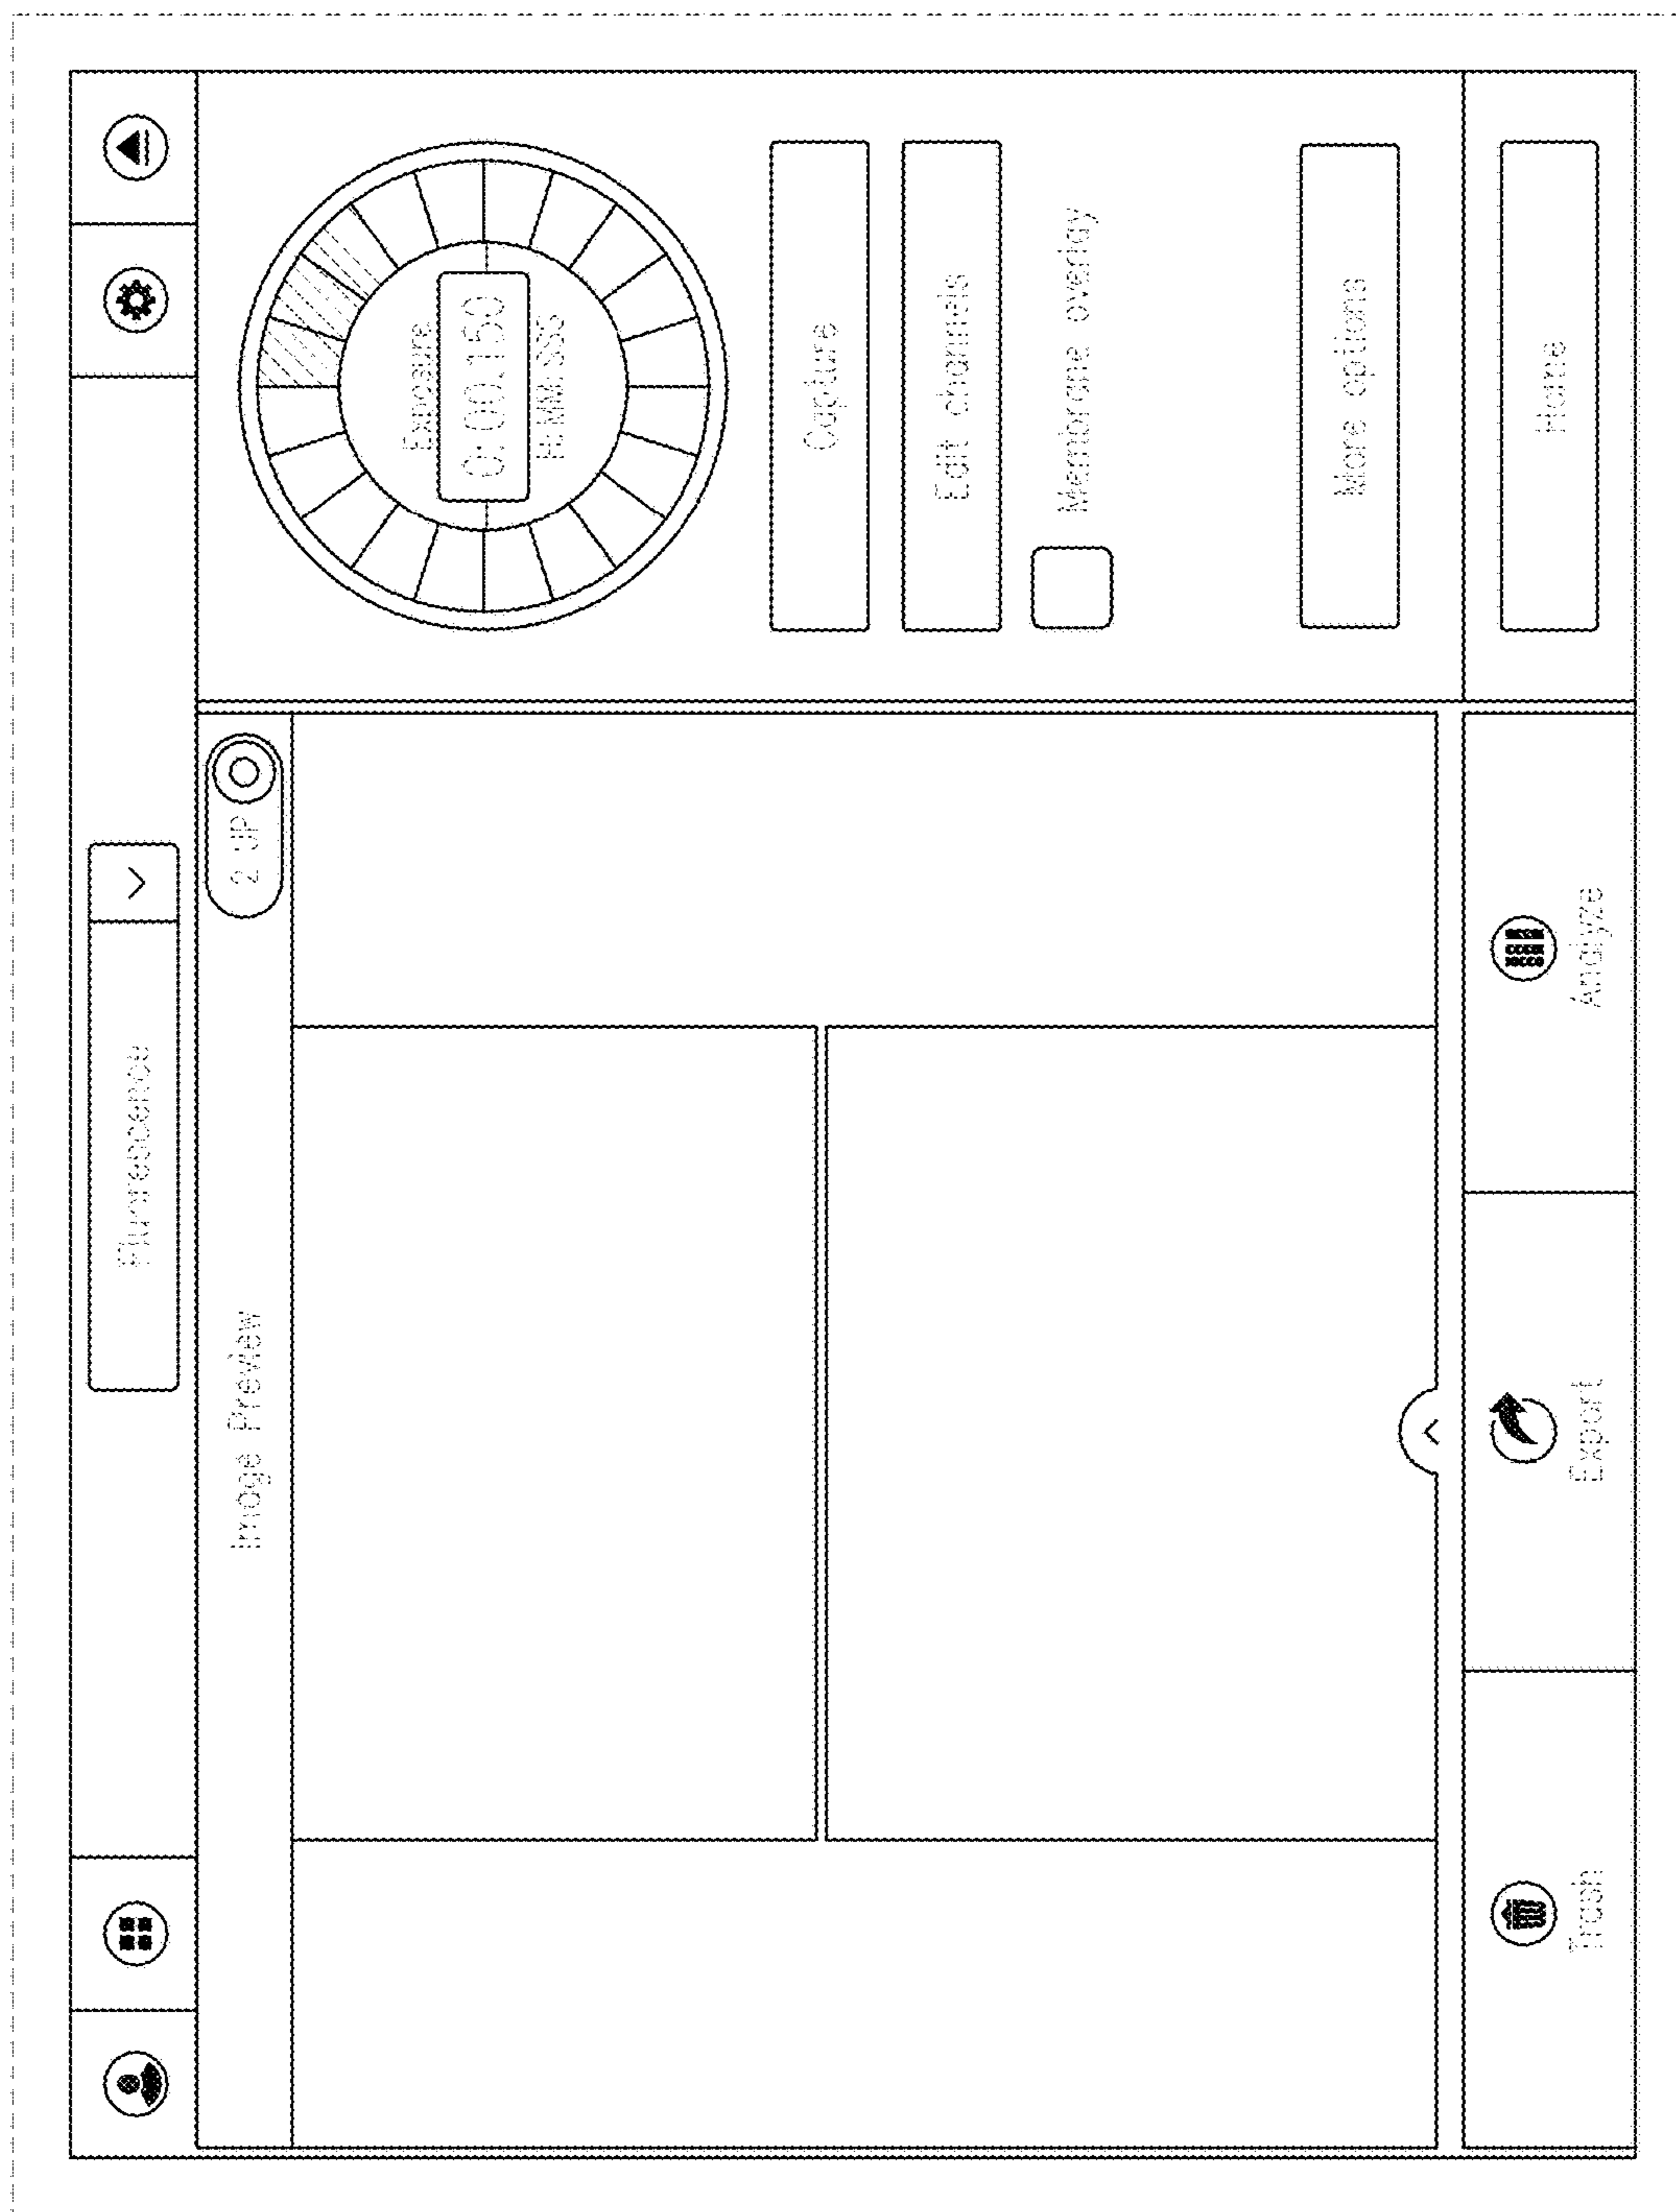 Fluorescence
Image Preview
2 UP
Exposure
0: 00.150
H: MM: SSS
Capture
Edit channels
Membrane overlay
More options
Trash
Export
Analyze
Home